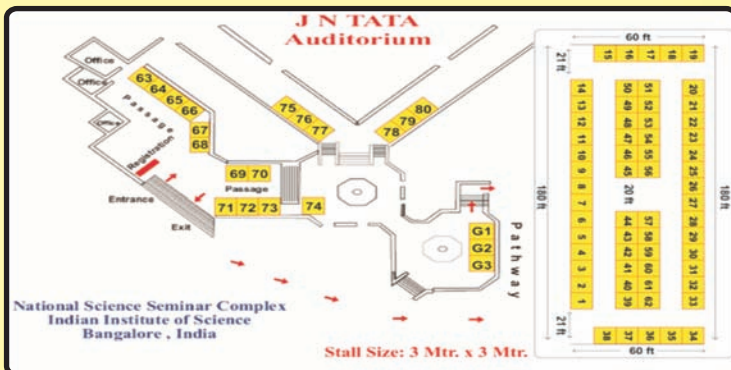 J N TATA
Auditorium
Office
Office
Office
Passage
Registration
Entrance
Exit
63
64
65
66
67
68
69 70
Passage
71 72 73
74
75
76
77
80
79
78
G1
G2
G3
Pathway
National Science Seminar Complex
Indian Institute of Science
Bangalore , India
Stall Size: 3 Mtr. x 3 Mtr.
60 ft
21 ft
15 16 17 18 19
180 ft
14 50 51 20
13 49 52 21
12 48 53 22
11 47 54 23
10 46 55 24
9 45 56 25
8 26
20 ft
7 27
6 44 57 28
5 43 58 29
4 42 59 30
3 41 60 31
2 40 61 32
1 39 62 33
180 ft
21 ft
38 37 36 35 34
60 ft